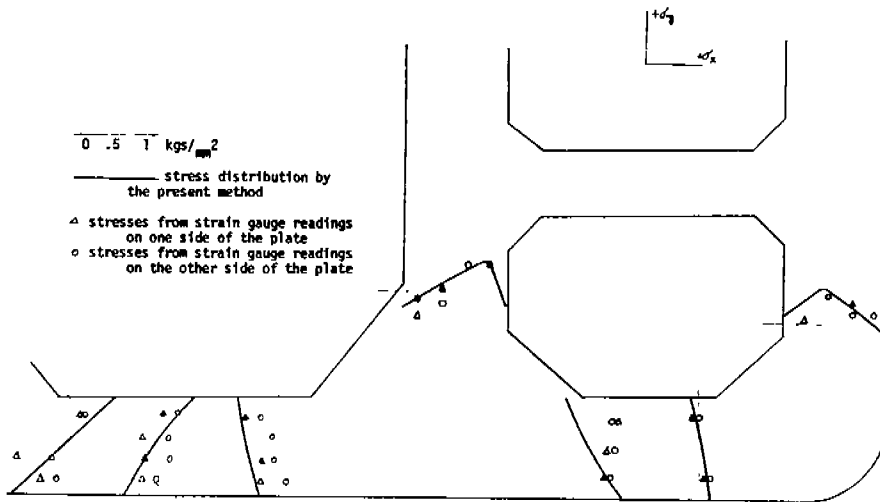 +σy
+σx
0 .5 1 kgs/mm2
stress distribution by
the present method
△ stresses from strain gauge readings
on one side of the plate
○ stresses from strain gauge readings
on the other side of the plate